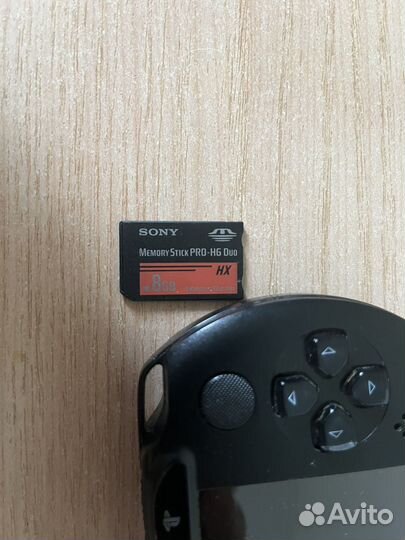 SONY
MEMORY STICK PRO-HG DUO
HX
8GB
Avito